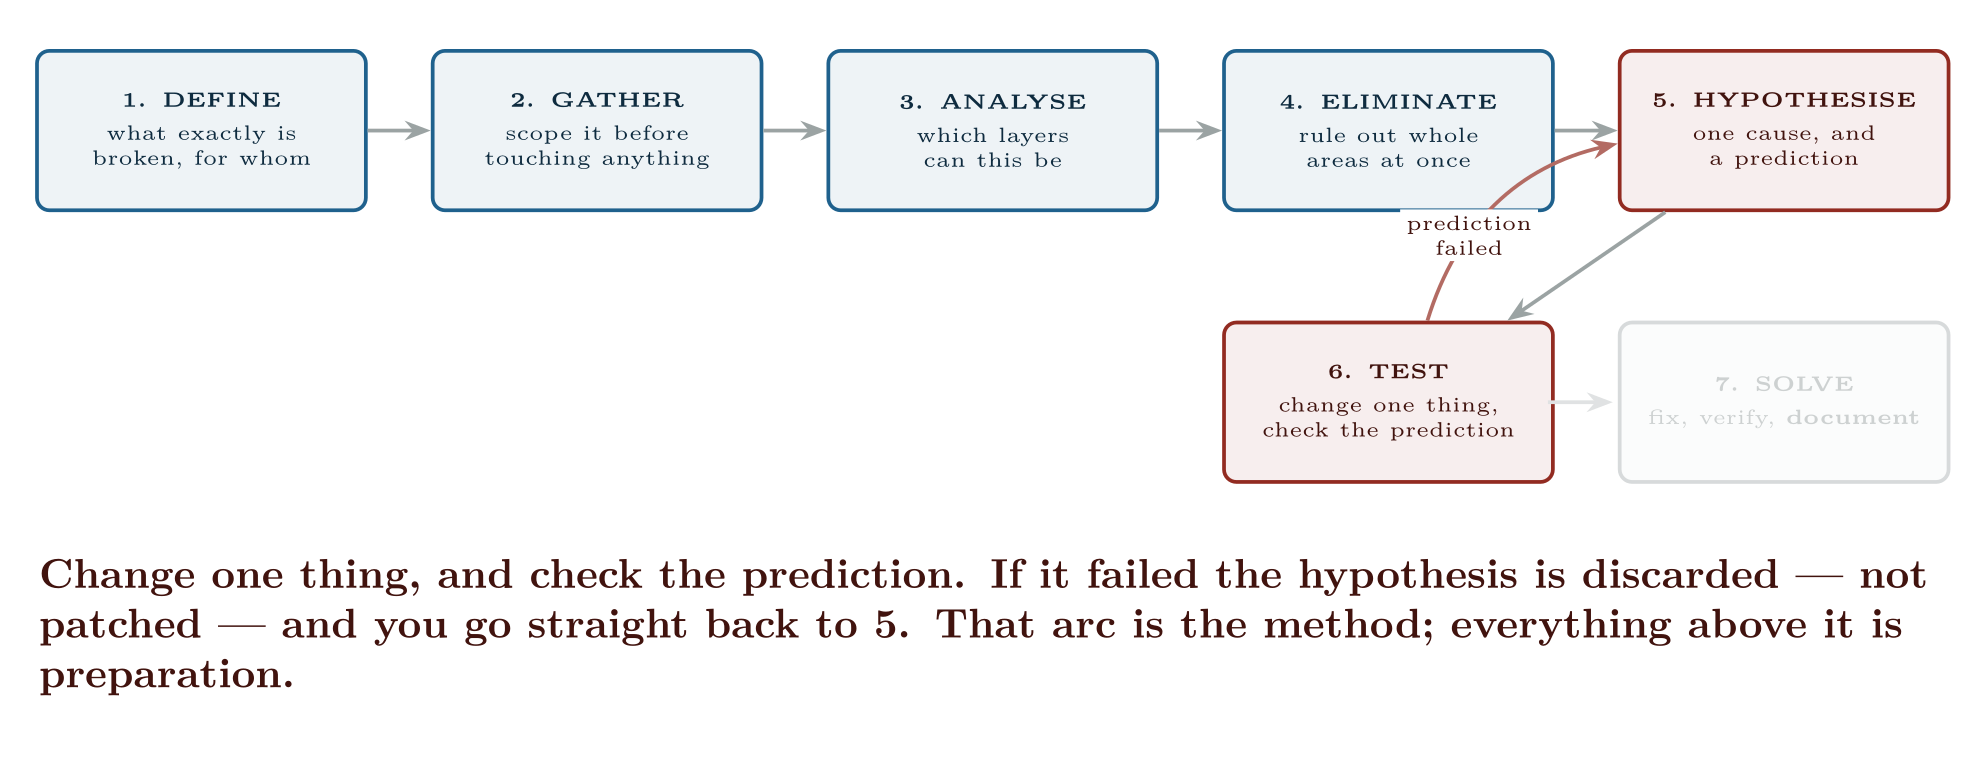 1. DEFINE
what exactly is
broken, for whom
2. GATHER
scope it before
touching anything
3. ANALYSE
which layers
can this be
4. ELIMINATE
rule out whole
areas at once
5. HYPOTHESISE
one cause, and
a prediction
prediction
failed
6. TEST
change one thing,
check the prediction
7. SOLVE
fix, verify, document
Change one thing, and check the prediction. If it failed the hypothesis is discarded — not
patched — and you go straight back to 5. That arc is the method; everything above it is
preparation.